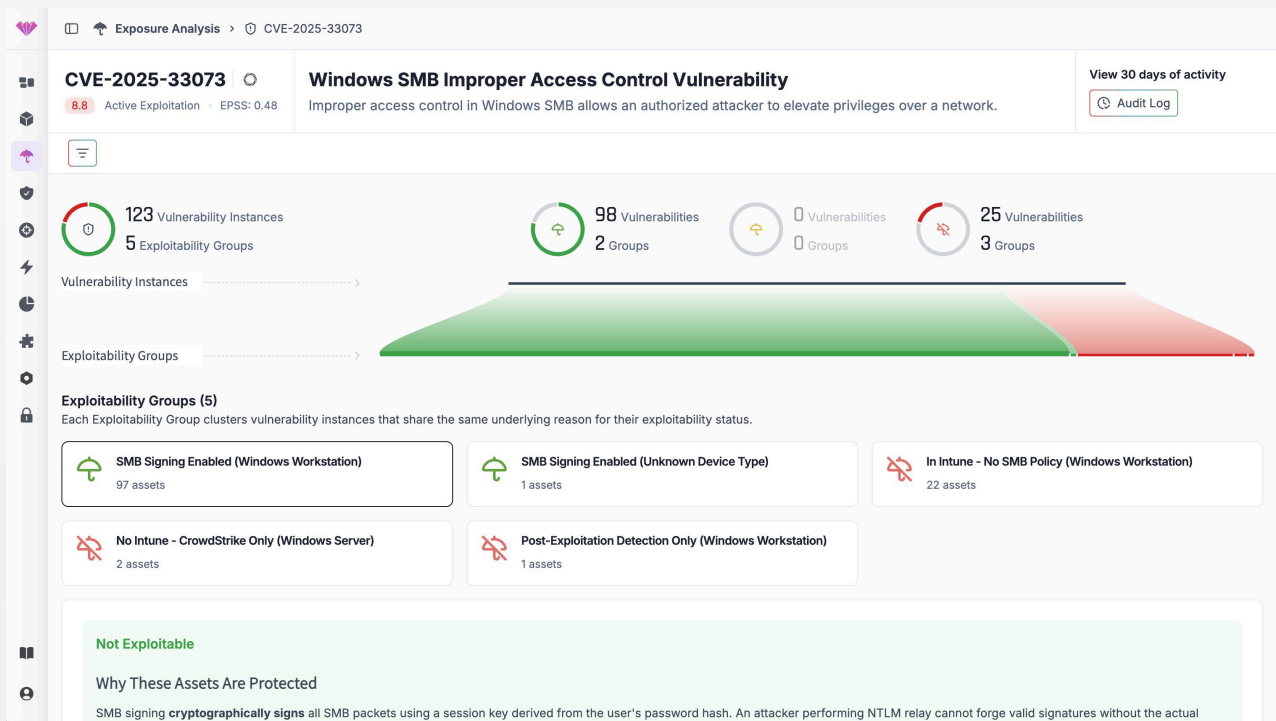 Exposure Analysis > CVE-2025-33073
CVE-2025-33073
8.8 Active Exploitation • EPSS: 0.48
Windows SMB Improper Access Control Vulnerability
Improper access control in Windows SMB allows an authorized attacker to elevate privileges over a network.
View 30 days of activity
Audit Log
123 Vulnerability Instances
5 Exploitability Groups
98 Vulnerabilities
2 Groups
0 Vulnerabilities
0 Groups
25 Vulnerabilities
3 Groups
Vulnerability Instances
Exploitability Groups
Exploitability Groups (5)
Each Exploitability Group clusters vulnerability instances that share the same underlying reason for their exploitability status.
SMB Signing Enabled (Windows Workstation)
97 assets
SMB Signing Enabled (Unknown Device Type)
1 assets
In Intune - No SMB Policy (Windows Workstation)
22 assets
No Intune - CrowdStrike Only (Windows Server)
2 assets
Post-Exploitation Detection Only (Windows Workstation)
1 assets
Not Exploitable
Why These Assets Are Protected
SMB signing cryptographically signs all SMB packets using a session key derived from the user's password hash. An attacker performing NTLM relay cannot forge valid signatures without the actual